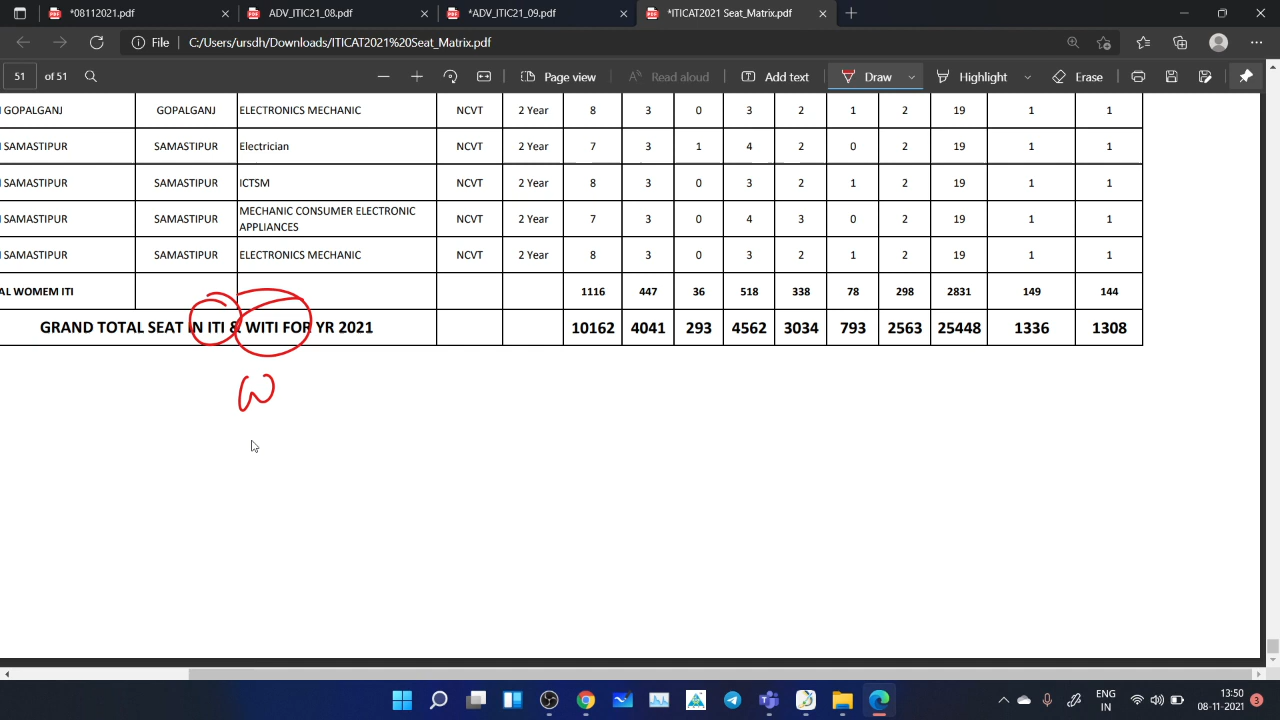 *08112021.pdf ADV_ITIC21_08.pdf *ADV_ITIC21_09.pdf *ITICAT2021 Seat_Matrix.pdf
File C:/Users/ursdh/Downloads/ITICAT2021%20Seat_Matrix.pdf
51 of 51 Page view Read aloud Add text Draw Highlight Erase
GOPALGANJ GOPALGANJ ELECTRONICS MECHANIC NCVT 2 Year 8 3 0 3 2 1 2 19 1 1
SAMASTIPUR SAMASTIPUR Electrician NCVT 2 Year 7 3 1 4 2 0 2 19 1 1
SAMASTIPUR SAMASTIPUR ICTSM NCVT 2 Year 8 3 0 3 2 1 2 19 1 1
SAMASTIPUR SAMASTIPUR MECHANIC CONSUMER ELECTRONIC NCVT 2 Year 7 3 0 4 3 0 2 19 1 1
APPLIANCES
SAMASTIPUR SAMASTIPUR ELECTRONICS MECHANIC NCVT 2 Year 8 3 0 3 2 1 2 19 1 1
AL WOMEM ITI 1116 447 36 518 338 78 298 2831 149 144
GRAND TOTAL SEAT IN ITI & WITI FOR YR 2021 10162 4041 293 4562 3034 793 2563 25448 1336 1308
W
ENG 13:50
IN 08-11-2021 3